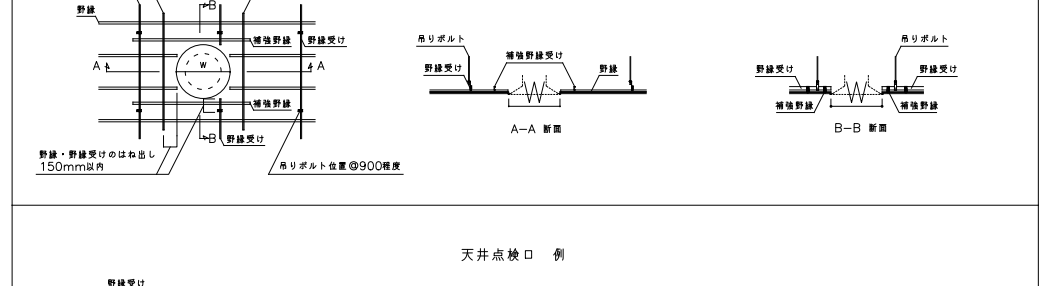 B
野縁
補強野縁
野縁受け
A
W
A
補強野縁
B
野縁受け
野縁・野縁受けのはね出し
150mm以内
吊りボルト位置@900程度
吊りボルト
補強野縁受け
野縁受け
野縁
A-A 断面
吊りボルト
野縁受け
野縁受け
補強野縁
補強野縁
B-B 断面
天井点検口 例
野縁受け